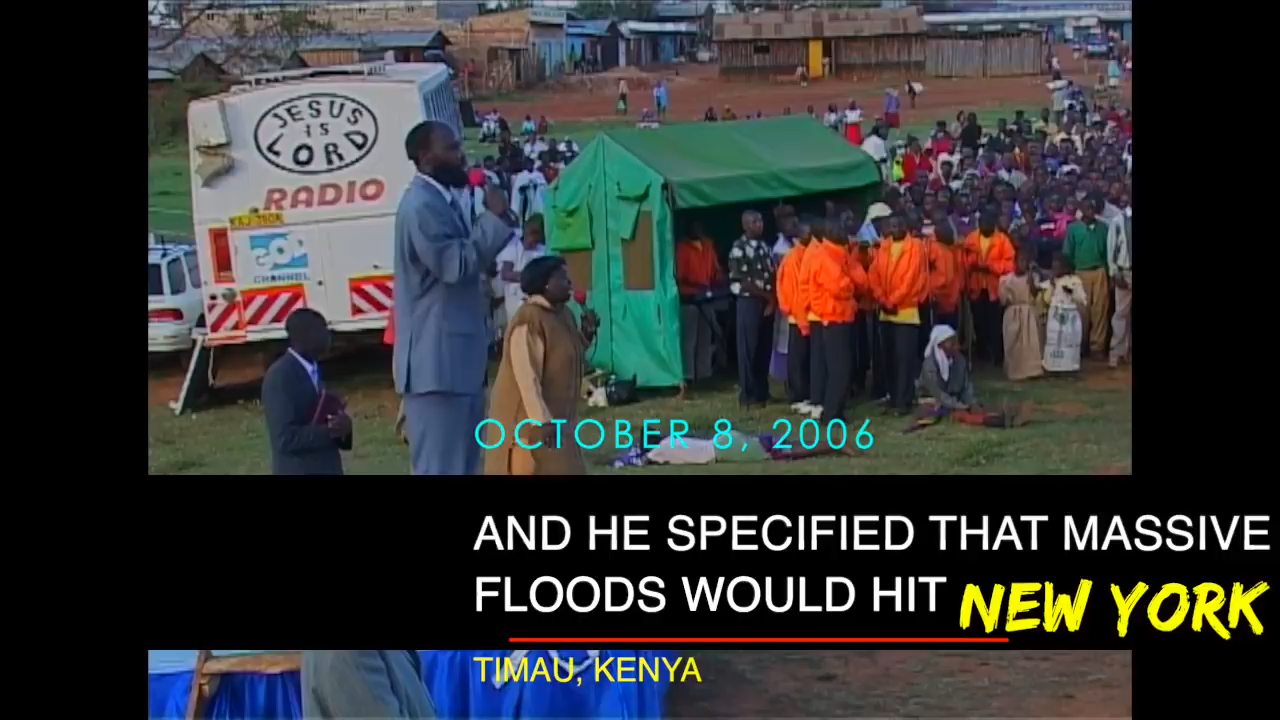 JESUS
IS
LORD
RADIO
CHANNEL
OCTOBER 8, 2006
AND HE SPECIFIED THAT MASSIVE
FLOODS WOULD HIT NEW YORK
TIMAU, KENYA